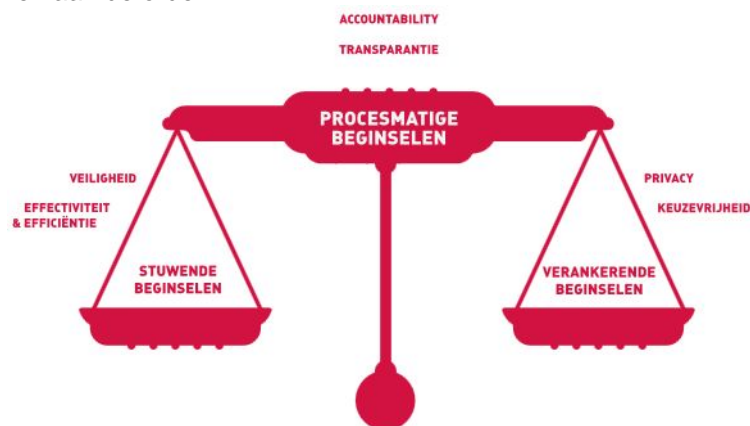 ACCOUNTABILITY
TRANSPARANTIE
PROCESMATIGE
BEGINSELEN
VEILIGHEID
EFFECTIVITEIT
& EFFICIËNTIE
PRIVACY
KEUZEVRIJHEID
STUWENDE
BEGINSELEN
VERANKERENDE
BEGINSELEN